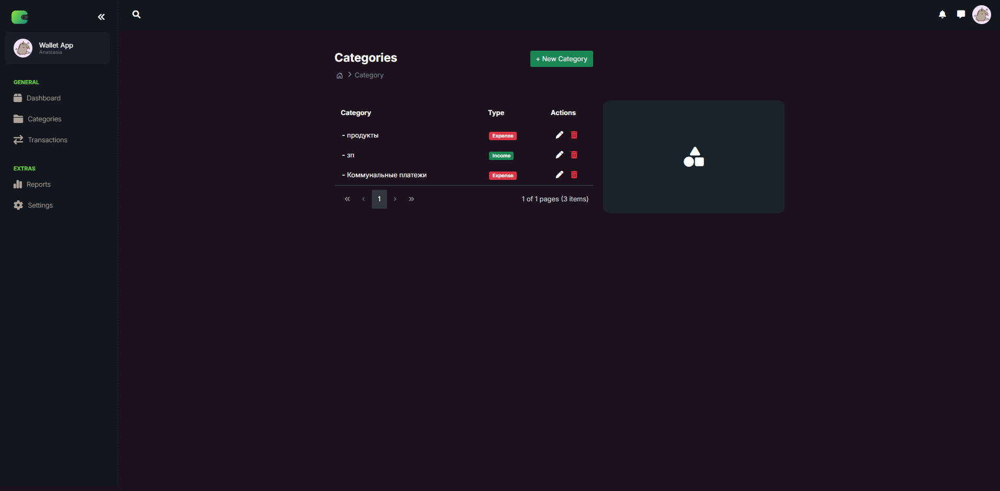 Wallet App
Anastasia
GENERAL
Dashboard
Categories
Transactions
EXTRAS
Reports
Settings
Categories
+ New Category
Category
Category Type Actions
- продукты Expense
- зп Income
- Коммунальные платежи Expense
« ‹ 1 › » 1 of 1 pages (3 items)